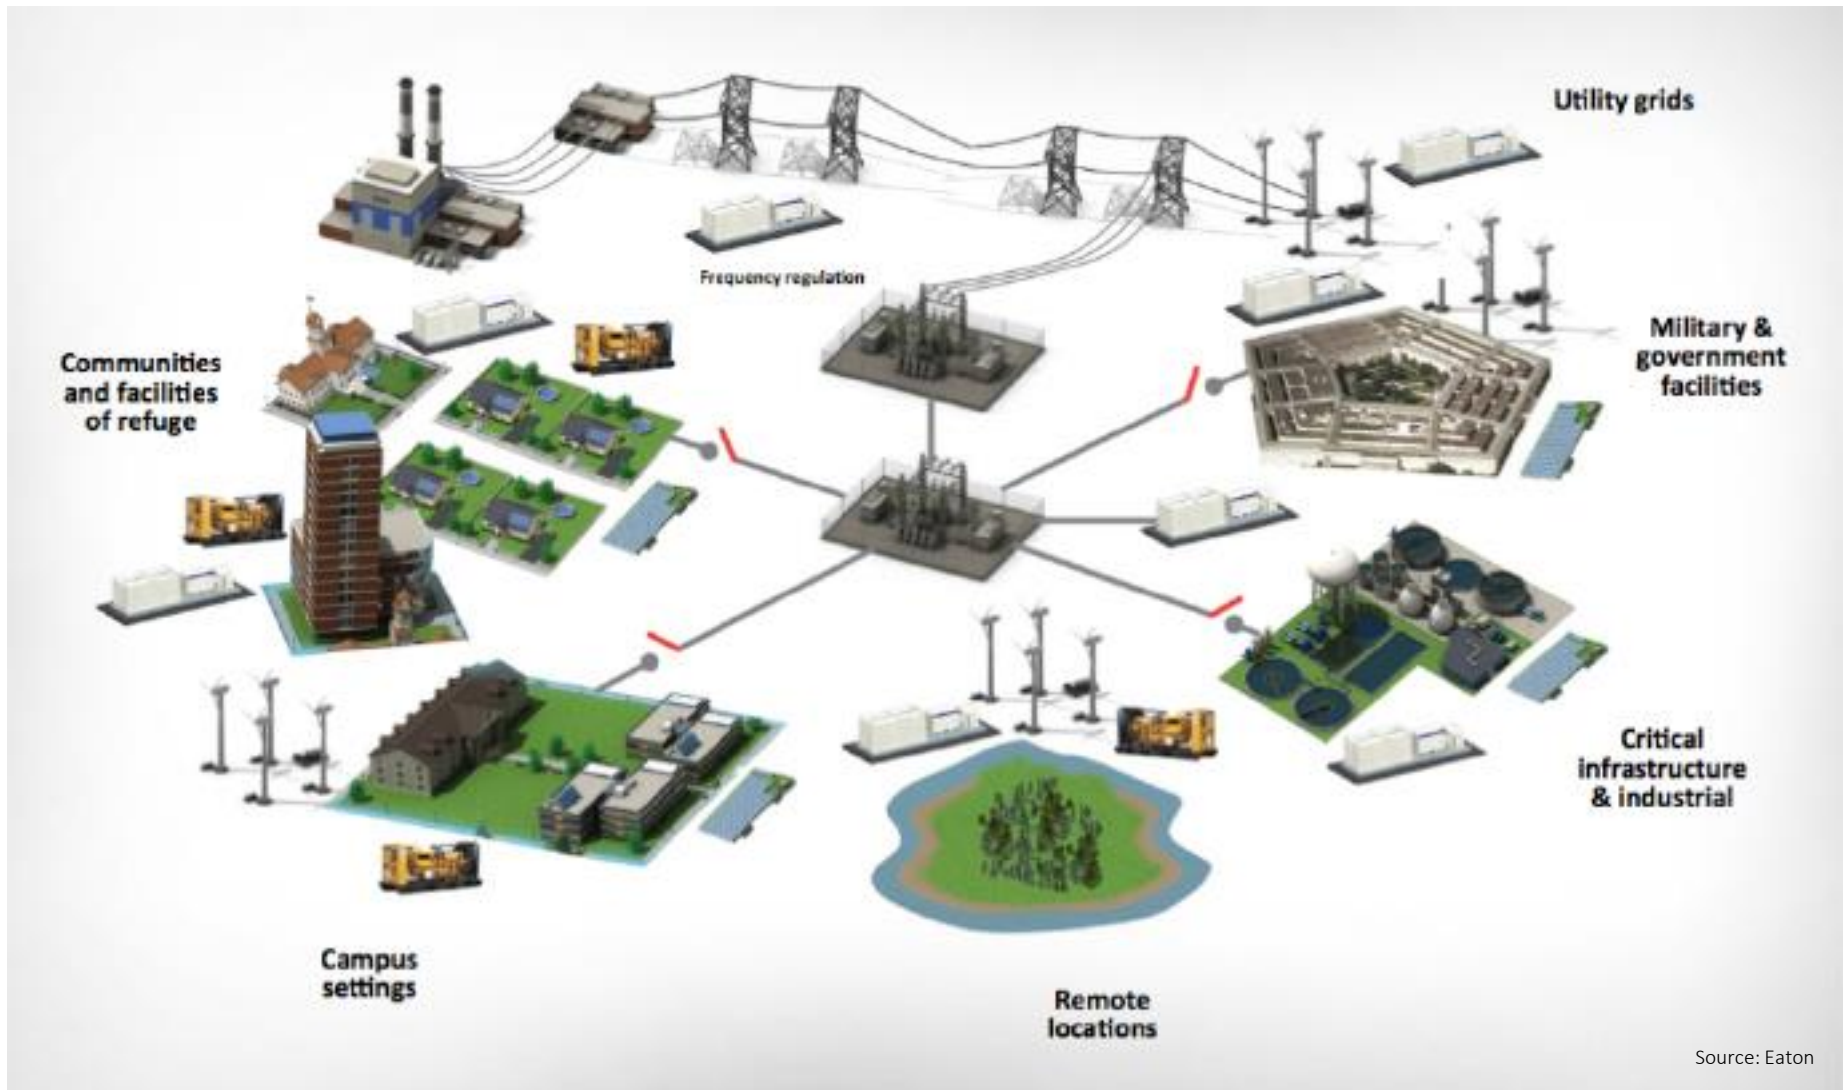 Utility grids
Frequency regulation
Communities
and facilities
of refuge
Military &
government
facilities
Critical
infrastructure
& industrial
Campus
settings
Remote
locations
Source: Eaton